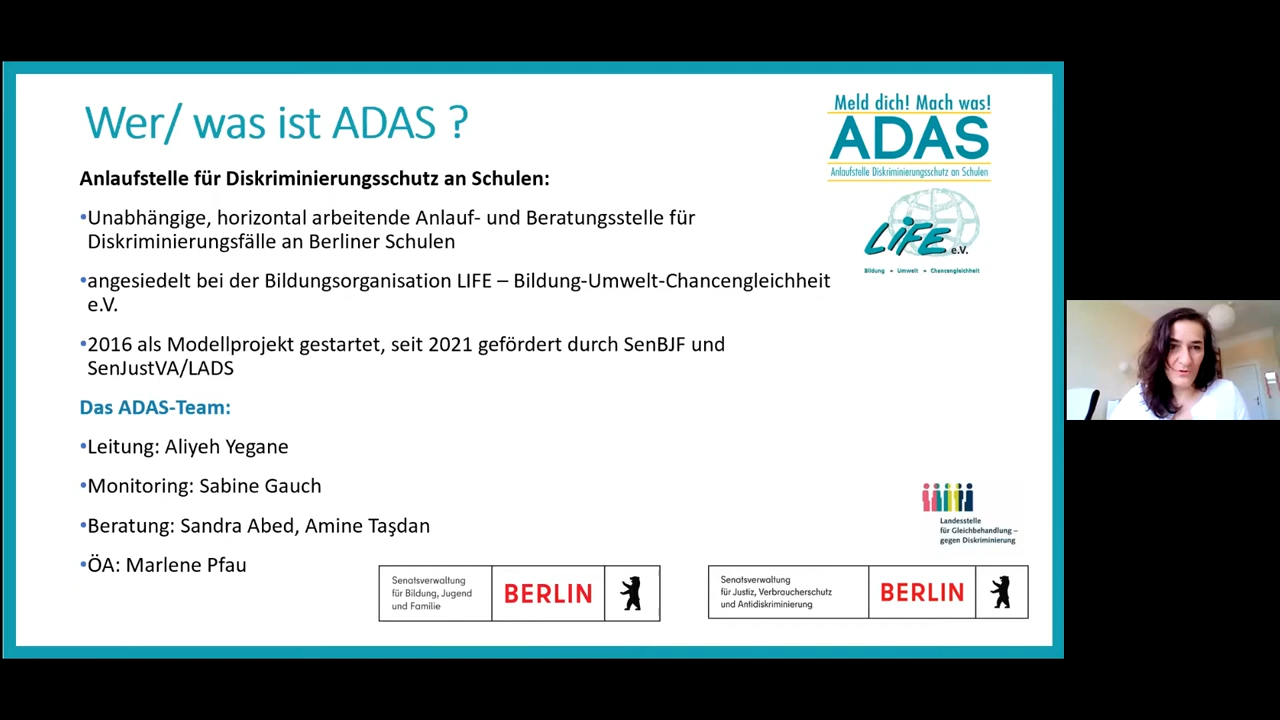 Wer/ was ist ADAS ?
Anlaufstelle für Diskriminierungsschutz an Schulen:
•Unabhängige, horizontal arbeitende Anlauf- und Beratungsstelle für
Diskriminierungsfälle an Berliner Schulen
•angesiedelt bei der Bildungsorganisation LIFE – Bildung-Umwelt-Chancengleichheit
e.V.
•2016 als Modellprojekt gestartet, seit 2021 gefördert durch SenBJF und
SenJustVA/LADS
Das ADAS-Team:
•Leitung: Aliyeh Yegane
•Monitoring: Sabine Gauch
•Beratung: Sandra Abed, Amine Taşdan
•ÖA: Marlene Pfau
Meld dich! Mach was!
ADAS
Anlaufstelle Diskriminierungsschutz an Schulen
LiFE e.V.
Bildung - Umwelt - Chancengleichheit
Landesstelle
für Gleichbehandlung –
gegen Diskriminierung
Senatsverwaltung
für Bildung, Jugend
und Familie
BERLIN
Senatsverwaltung
für Justiz, Verbraucherschutz
und Antidiskriminierung
BERLIN